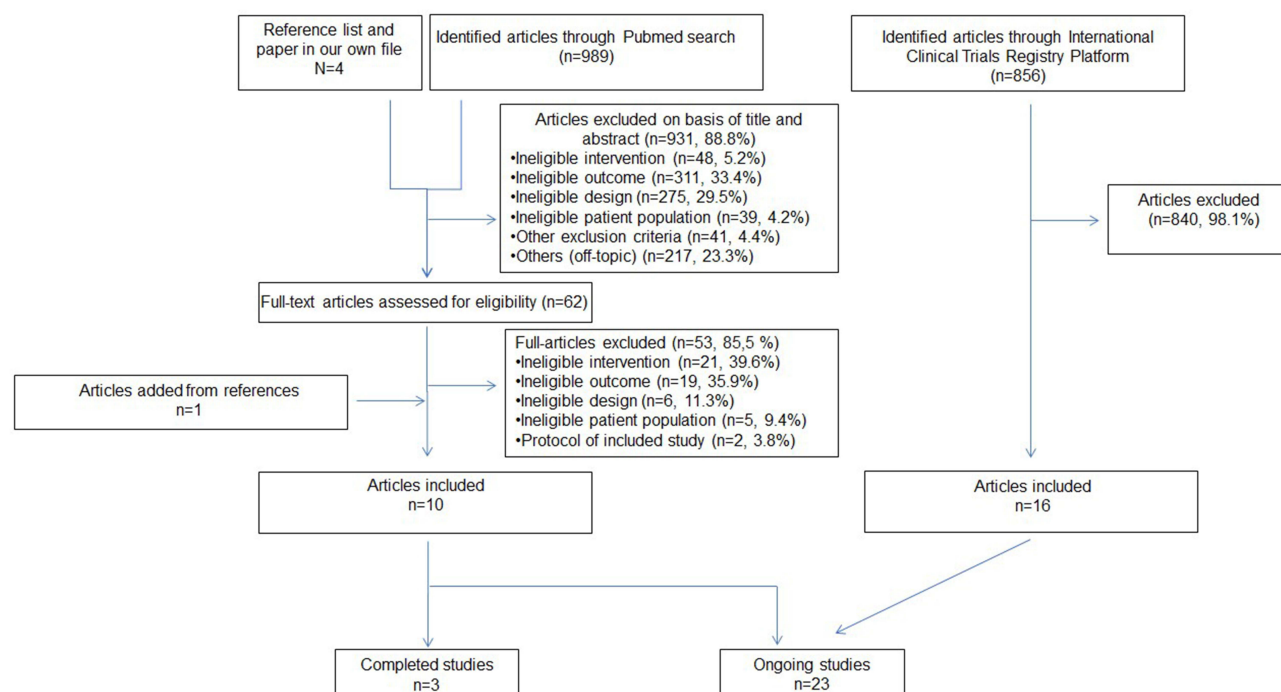 Reference list and
paper in our own file
N=4
Identified articles through Pubmed search
(n=989)
Identified articles through International
Clinical Trials Registry Platform
(n=856)
Articles excluded on basis of title and
abstract (n=931, 88.8%)
•Ineligible intervention (n=48, 5.2%)
•Ineligible outcome (n=311, 33.4%)
•Ineligible design (n=275, 29.5%)
•Ineligible patient population (n=39, 4.2%)
•Other exclusion criteria (n=41, 4.4%)
•Others (off-topic) (n=217, 23.3%)
Articles excluded
(n=840, 98.1%)
Full-text articles assessed for eligibility (n=62)
Full-articles excluded (n=53, 85,5 %)
•Ineligible intervention (n=21, 39.6%)
•Ineligible outcome (n=19, 35.9%)
•Ineligible design (n=6, 11.3%)
•Ineligible patient population (n=5, 9.4%)
•Protocol of included study (n=2, 3.8%)
Articles added from references
n=1
Articles included
n=10
Articles included
n=16
Completed studies
n=3
Ongoing studies
n=23